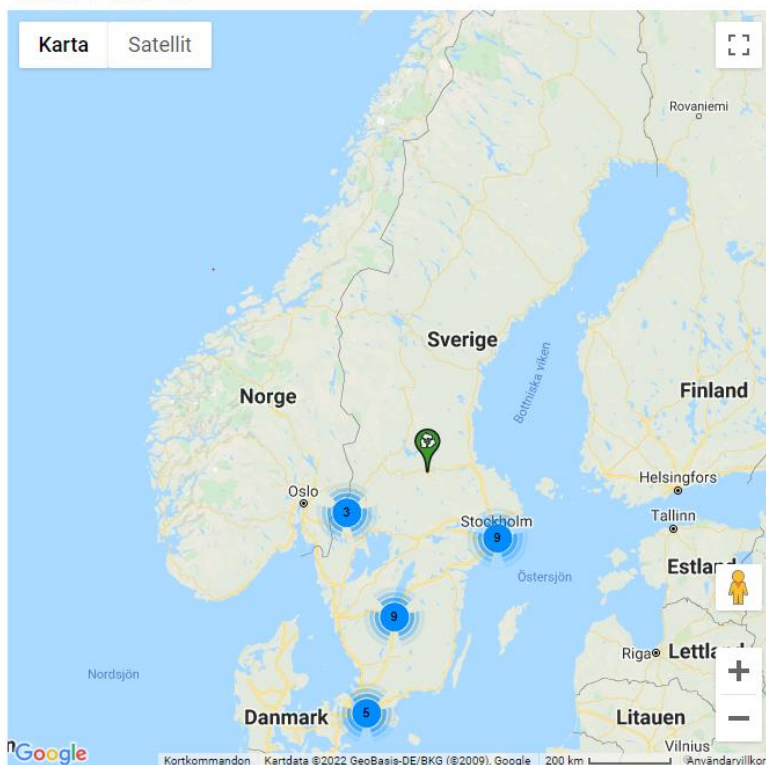 Karta
Satellit
Rovaniemi
Sverige
Bottniska viken
Norge
Finland
Helsingfors
Oslo
3
Stockholm
9
Tallinn
Estland
Östersjön
9
Riga
Lettla
Nordsjön
5
Danmark
Litauen
Vilnius
n
Google
Kortkommandon
Kartdata ©2022 GeoBasis-DE/BKG (©2009), Google
200 km
Användarvillkor